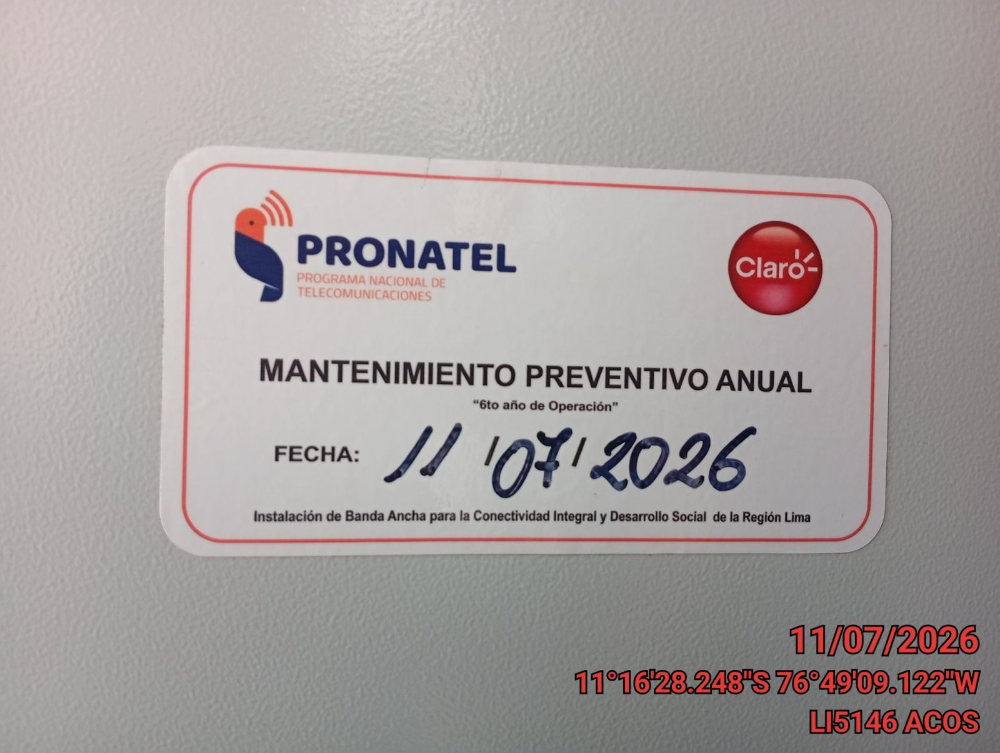 PRONATEL
PROGRAMA NACIONAL DE
TELECOMUNICACIONES
Claro
MANTENIMIENTO PREVENTIVO ANUAL
“6to año de Operación”
FECHA: 11 / 07 / 2026
Instalación de Banda Ancha para la Conectividad Integral y Desarrollo Social de la Región Lima
11/07/2026
11°16'28.248"S 76°49'09.122"W
LI5146 ACOS